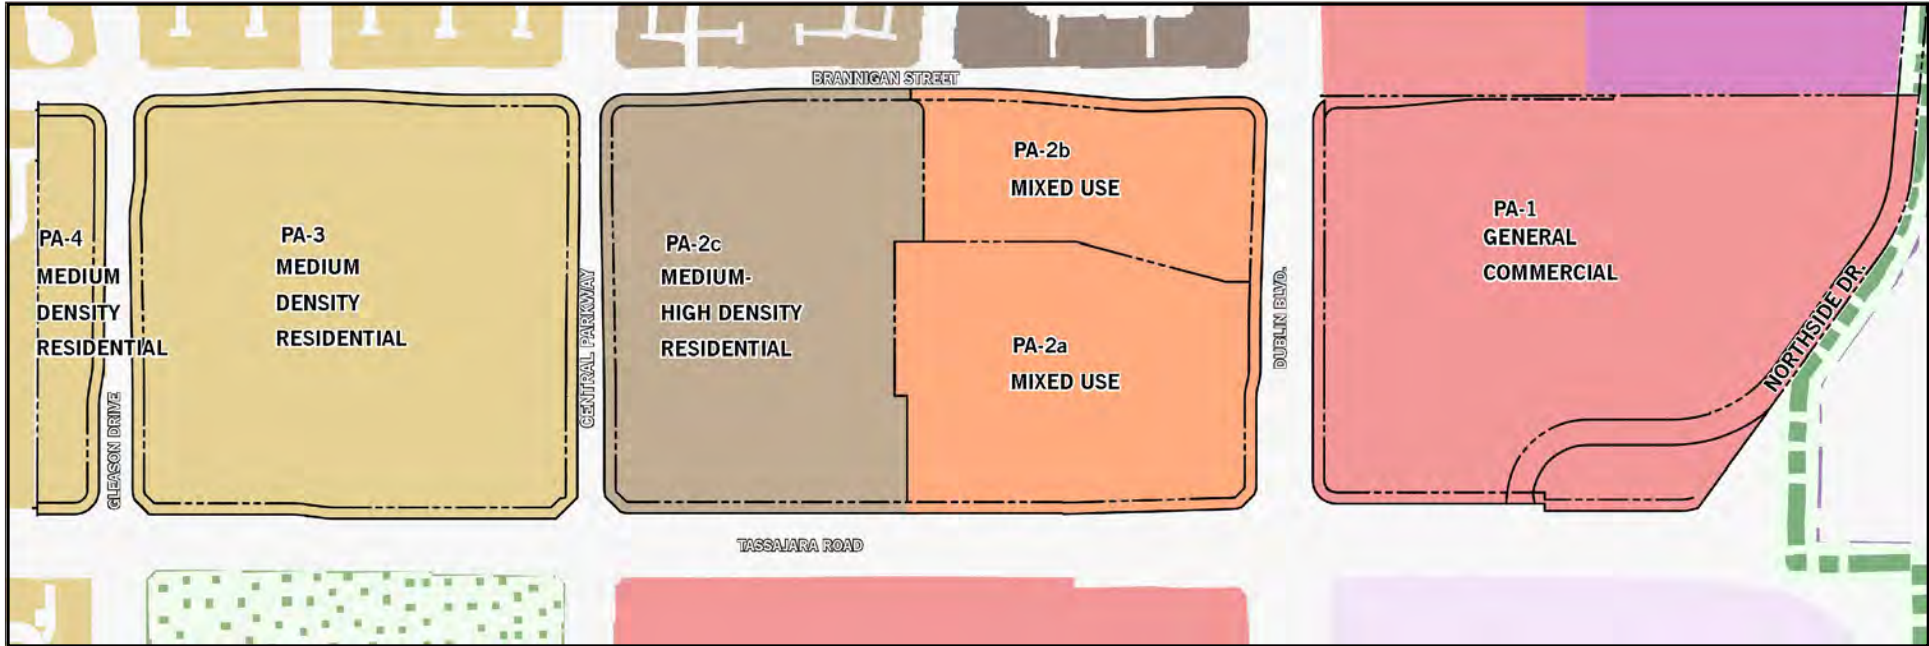 BRANNIGAN STREET
PA-4
MEDIUM
DENSITY
RESIDENTIAL
GLEASON DRIVE
PA-3
MEDIUM
DENSITY
RESIDENTIAL
CENTRAL PARKWAY
PA-2c
MEDIUM-
HIGH DENSITY
RESIDENTIAL
PA-2b
MIXED USE
PA-2a
MIXED USE
DUBLIN BLVD.
PA-1
GENERAL
COMMERCIAL
NORTHSIDE DR.
TASSAJARA ROAD